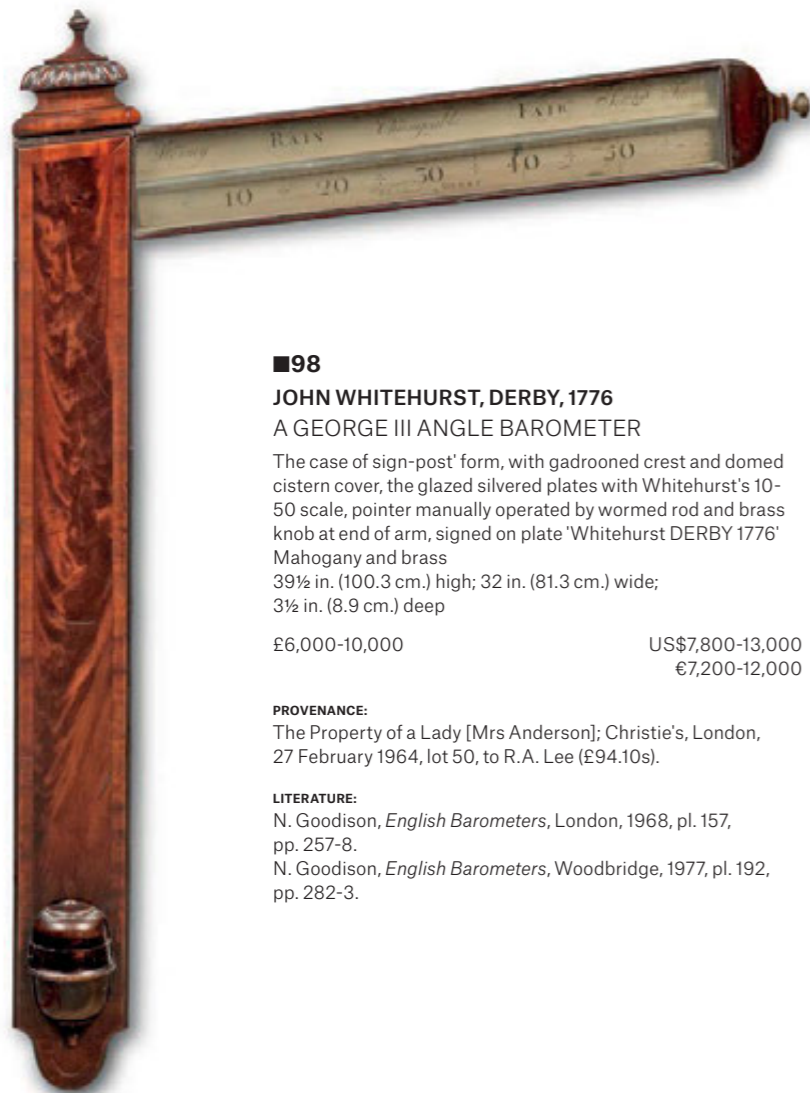 RAIN Changeable FAIR
10 20 30 40 50
■98
JOHN WHITEHURST, DERBY, 1776
A GEORGE III ANGLE BAROMETER
The case of sign-post' form, with gadrooned crest and domed
cistern cover, the glazed silvered plates with Whitehurst's 10-
50 scale, pointer manually operated by wormed rod and brass
knob at end of arm, signed on plate 'Whitehurst DERBY 1776'
Mahogany and brass
39½ in. (100.3 cm.) high; 32 in. (81.3 cm.) wide;
3½ in. (8.9 cm.) deep
£6,000-10,000 US$7,800-13,000
€7,200-12,000
PROVENANCE:
The Property of a Lady [Mrs Anderson]; Christie's, London,
27 February 1964, lot 50, to R.A. Lee (£94.10s).
LITERATURE:
N. Goodison, English Barometers, London, 1968, pl. 157,
pp. 257-8.
N. Goodison, English Barometers, Woodbridge, 1977, pl. 192,
pp. 282-3.